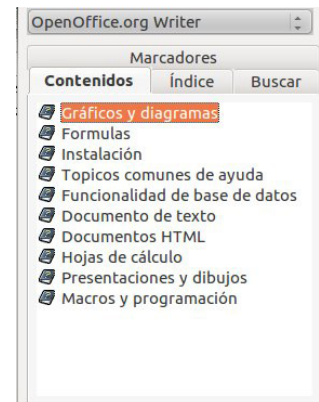 OpenOffice.org Writer
Marcadores
Contenidos Índice Buscar
Gráficos y diagramas
Formulas
Instalación
Topicos comunes de ayuda
Funcionalidad de base de datos
Documento de texto
Documentos HTML
Hojas de cálculo
Presentaciones y dibujos
Macros y programación